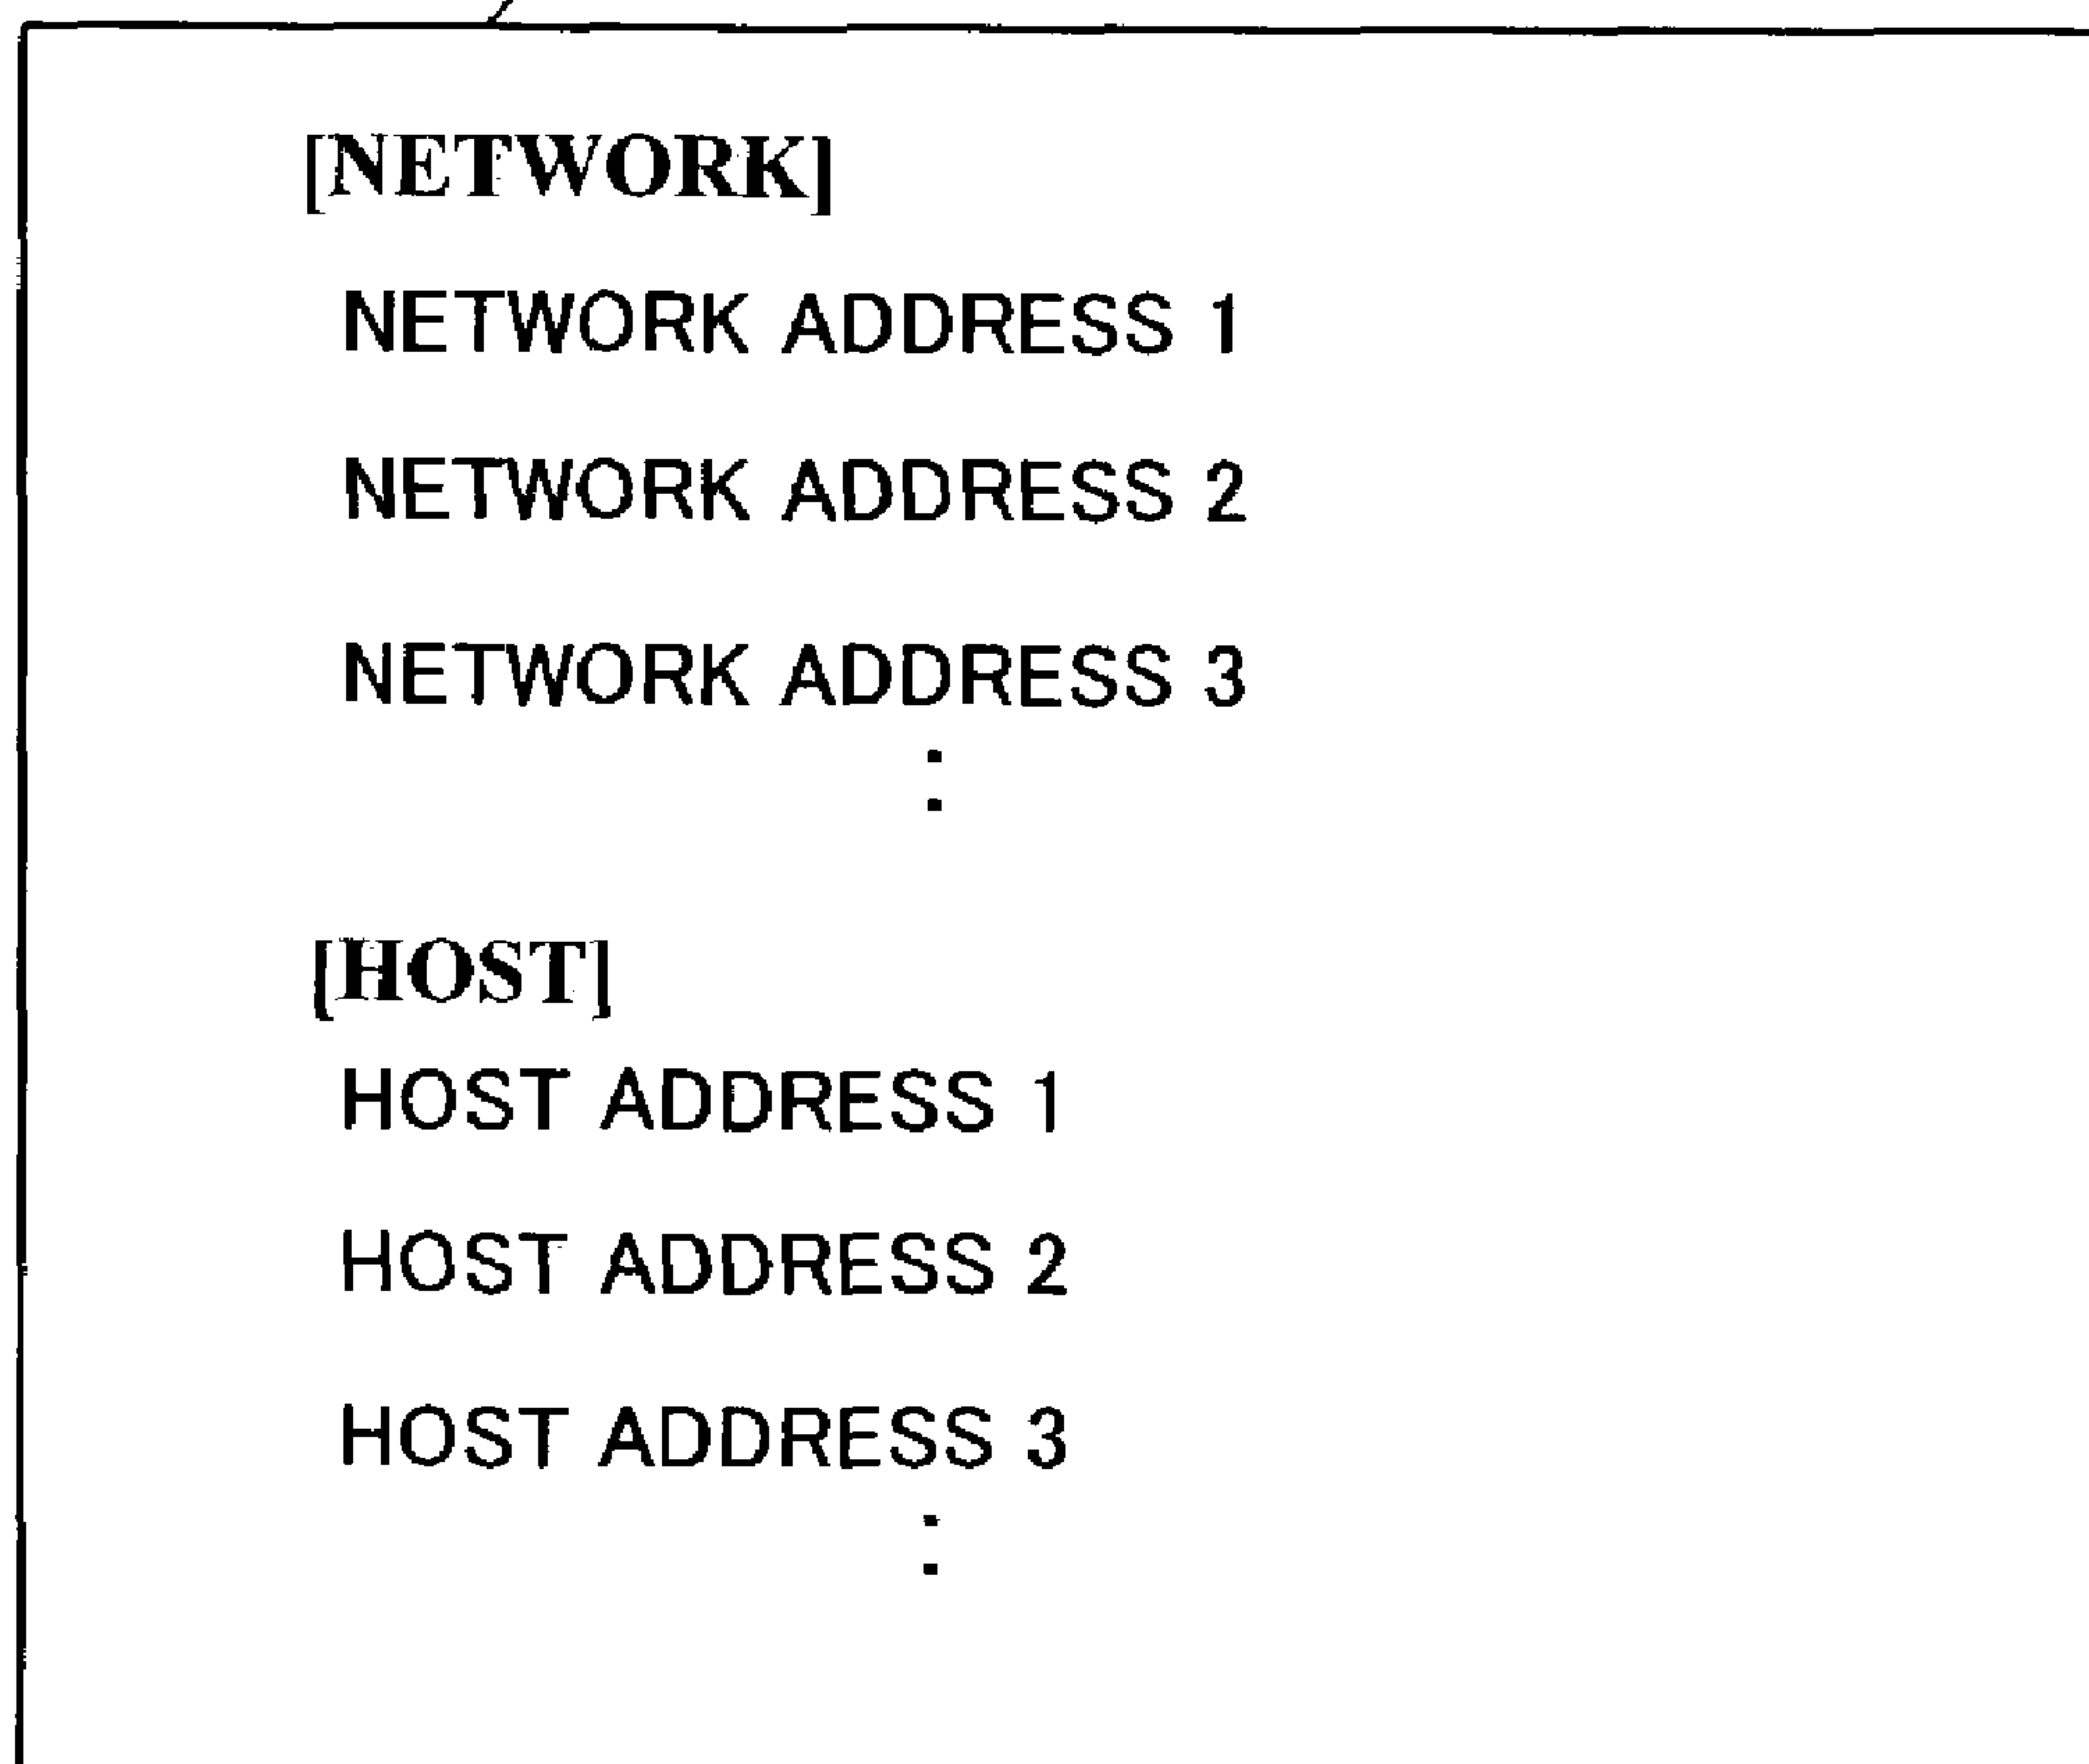 [NETWORK]
NETWORK ADDRESS 1
NETWORK ADDRESS 2
NETWORK ADDRESS 3
:
[HOST]
HOST ADDRESS 1
HOST ADDRESS 2
HOST ADDRESS 3
: